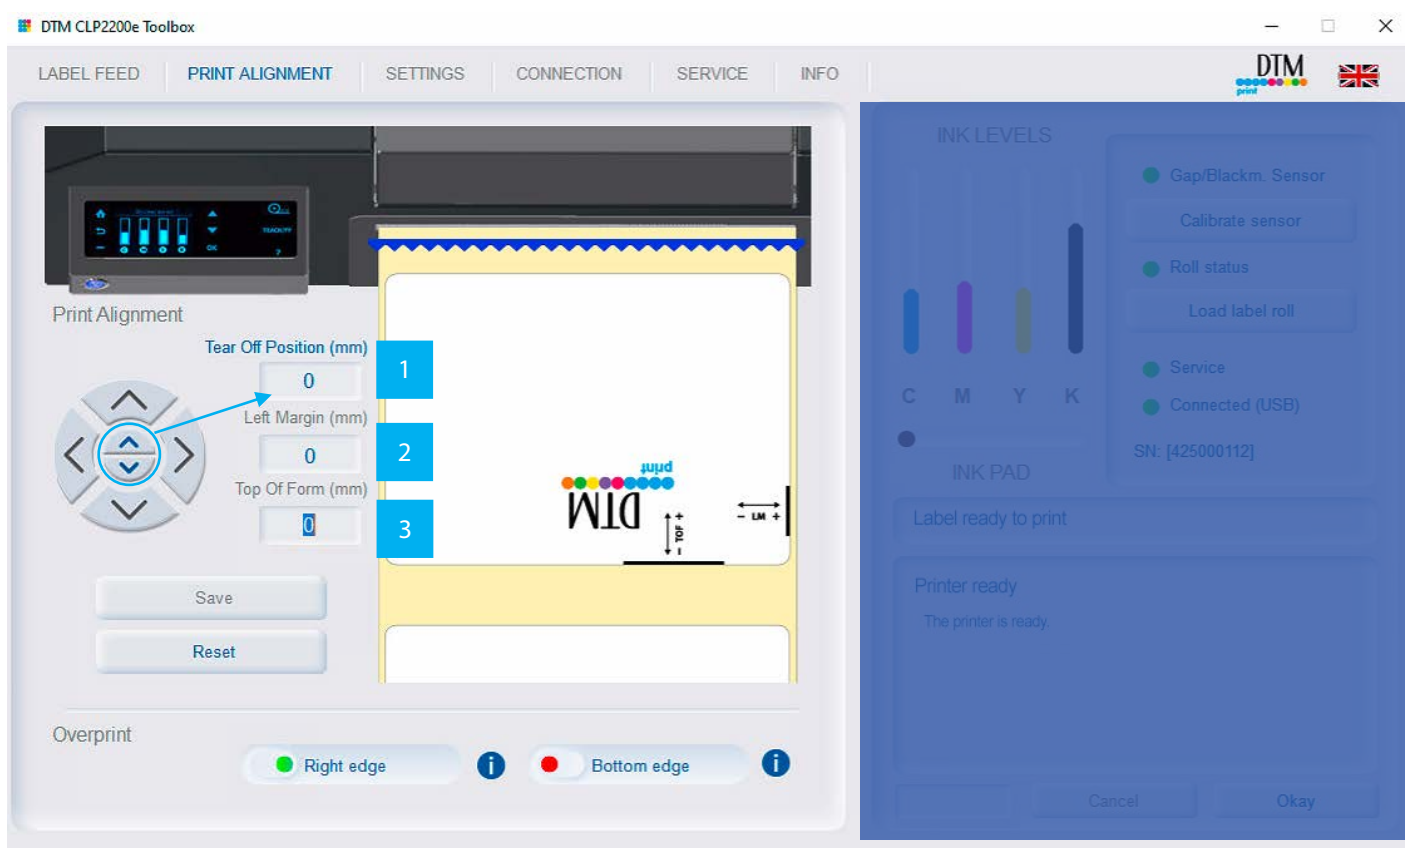 DTM CLP2200e Toolbox
LABEL FEED
PRINT ALIGNMENT
SETTINGS
CONNECTION
SERVICE
INFO
DTM
print
OK
?
Print Alignment
Tear Off Position (mm)
0
1
Left Margin (mm)
0
2
Top Of Form (mm)
0
3
Save
Reset
print
DTM
- TOF +
- LM +
Overprint
Right edge
i
Bottom edge
i
INK LEVELS
C M Y K
INK PAD
Gap/Blackm. Sensor
Calibrate sensor
Roll status
Load label roll
Service
Connected (USB)
SN: [425000112]
Label ready to print
Printer ready
The printer is ready.
Cancel
Okay